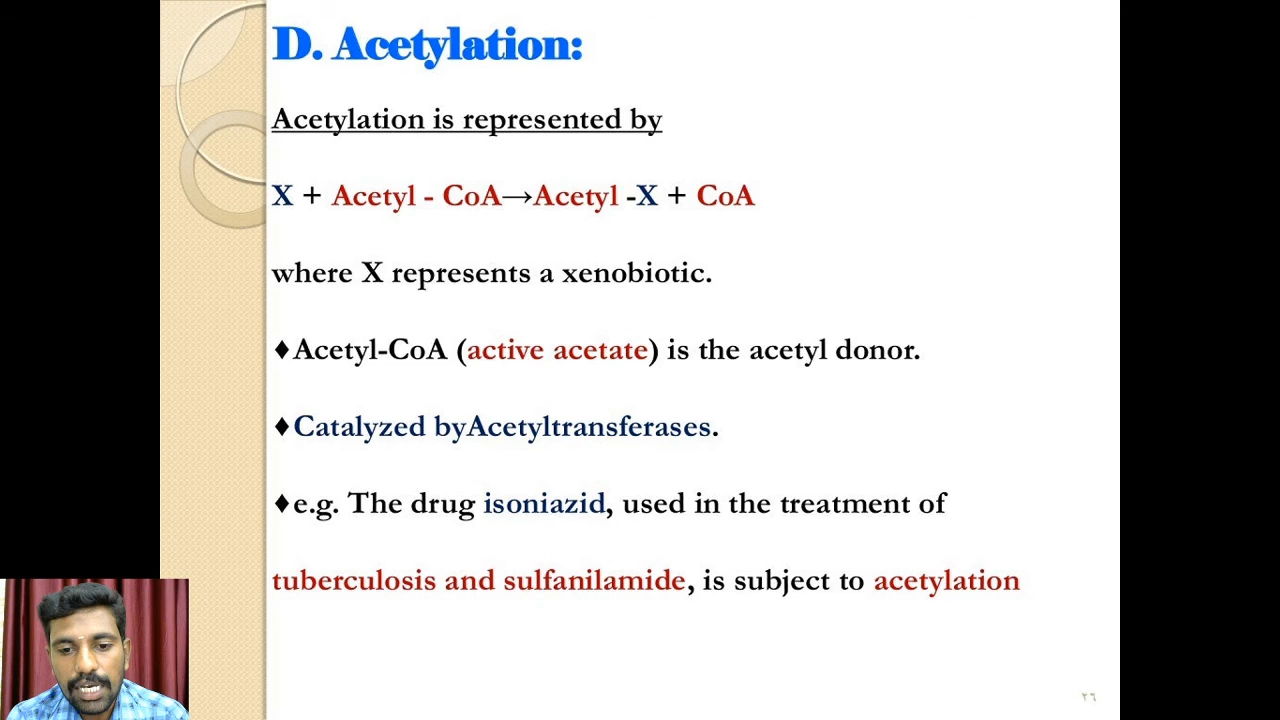 D. Acetylation:
Acetylation is represented by
X + Acetyl - CoA→Acetyl -X + CoA
where X represents a xenobiotic.
♦Acetyl-CoA (active acetate) is the acetyl donor.
♦Catalyzed byAcetyltransferases.
♦e.g. The drug isoniazid, used in the treatment of
tuberculosis and sulfanilamide, is subject to acetylation
٢٦